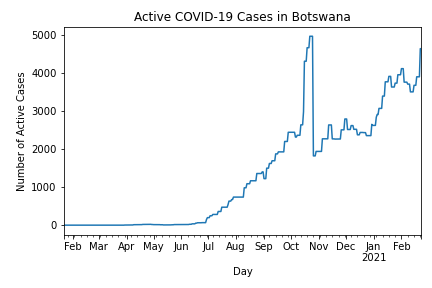 Active COVID-19 Cases in Botswana
Number of Active Cases
5000
4000
3000
2000
1000
0
Feb Mar Apr May Jun Jul Aug Sep Oct Nov Dec Jan Feb
2021
Day